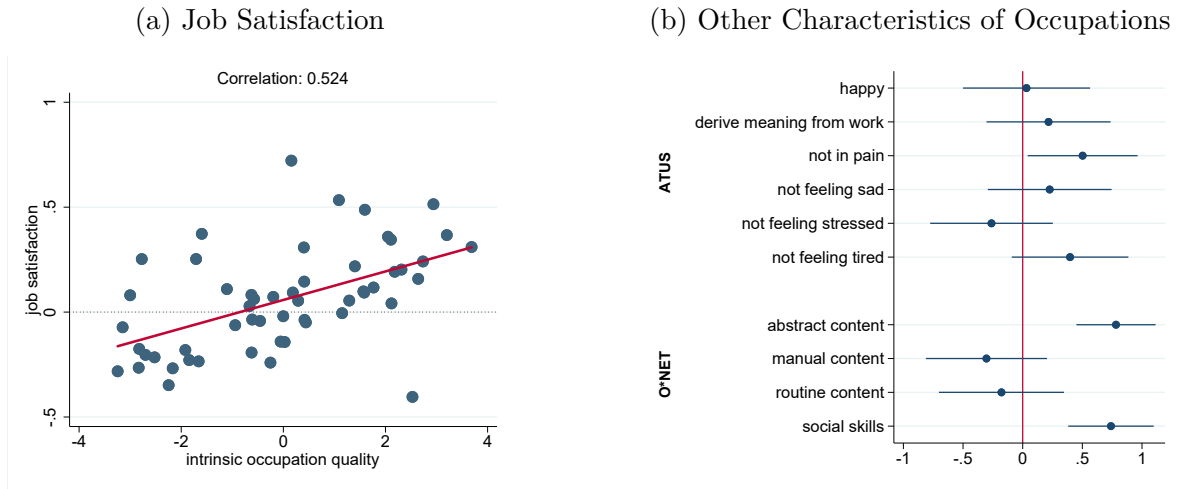 (a) Job Satisfaction
Correlation: 0.524
job satisfaction
1
.5
0
-.5
-4
-2
0
2
4
intrinsic occupation quality
(b) Other Characteristics of Occupations
ATUS
happy
derive meaning from work
not in pain
not feeling sad
not feeling stressed
not feeling tired
O*NET
abstract content
manual content
routine content
social skills
-1
-.5
0
.5
1